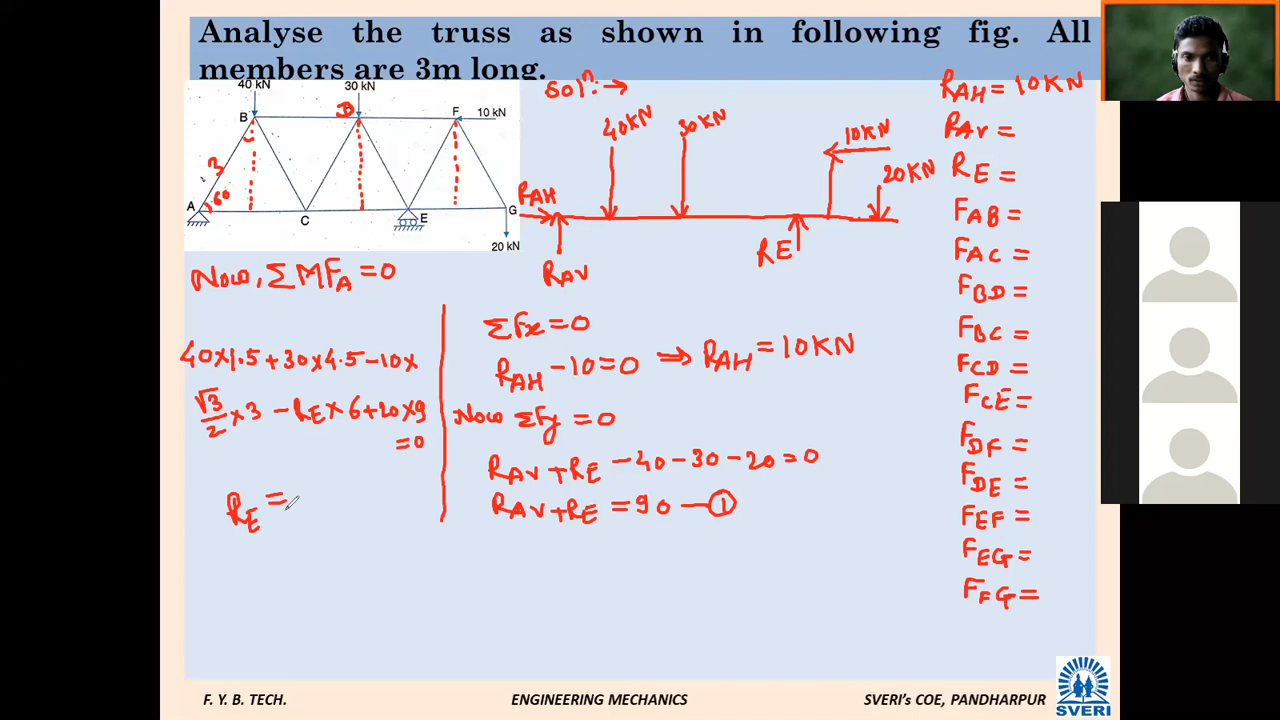 Analyse the truss as shown in following fig. All
members are 3m long.
40 kN
30 kN
B
D
F
10 kN
3
60
A
C
E
G
20 kN
Soln: →
40KN
30KN
10KN
20KN
RAH
RAV
RE
Now, ΣMFA = 0
40×1.5+30×4.5-10×
√3/2 ×3 - RE×6+20×9
=0
RE =
ΣFx=0
RAH -10=0 ⇒ RAH = 10KN
Now ΣFy = 0
RAV+RE -40-30-20=0
RAV+RE = 90 —①
RAH = 10KN
RAV =
RE =
FAB =
FAC =
FBD =
FBC =
FCD =
FCE =
FDF =
FDE =
FEF =
FEG =
FFG =
F. Y. B. TECH.
ENGINEERING MECHANICS
SVERI's COE, PANDHARPUR
SVERI